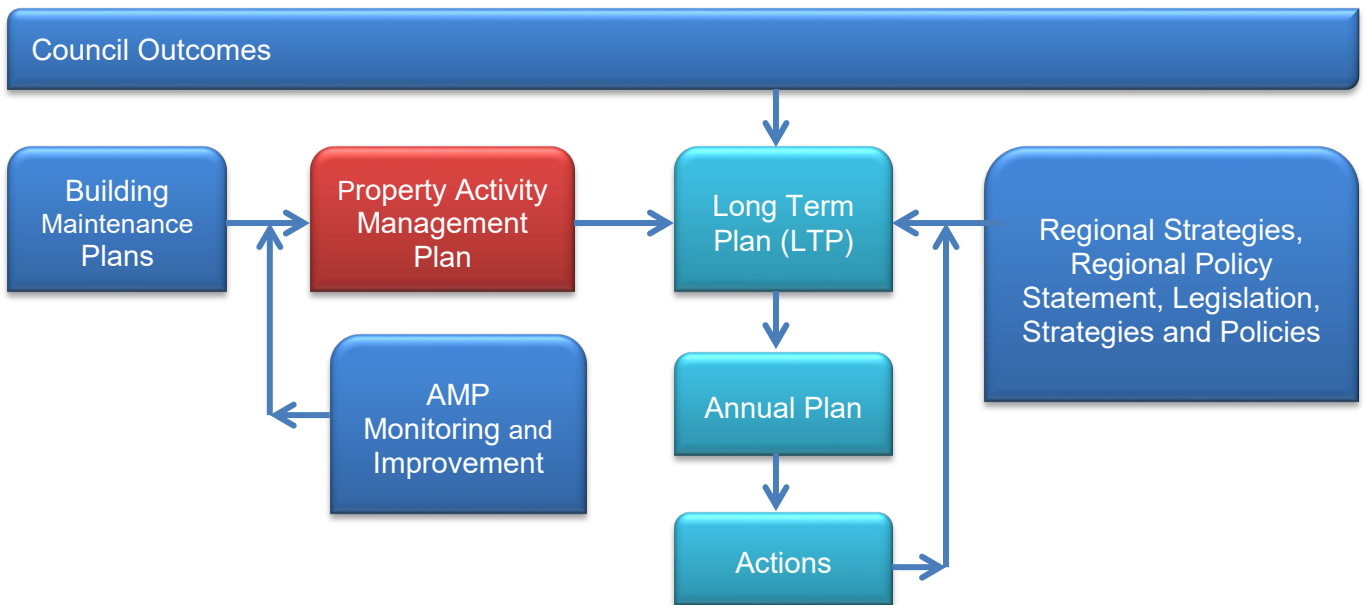 Council Outcomes
Building
Maintenance
Plans
Property Activity
Management
Plan
Long Term
Plan (LTP)
Regional Strategies,
Regional Policy
Statement, Legislation,
Strategies and Policies
AMP
Monitoring and
Improvement
Annual Plan
Actions